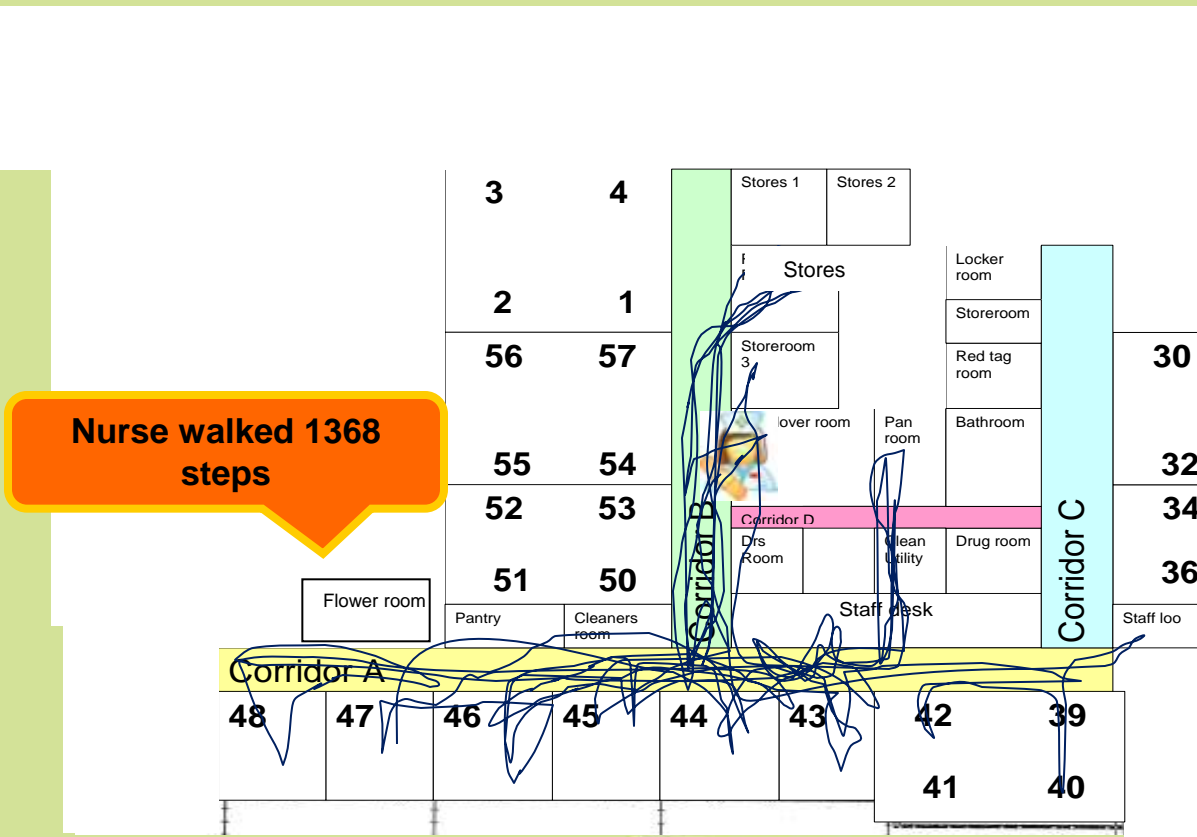 3 4
Stores 1 Stores 2
Stores
Locker
room
2 1
Storeroom
56 57
Storeroom
3
Red tag
room
30
Nurse walked 1368
steps
over room
Pan
room
Bathroom
55 54
32
52 53
Corridor B
Corridor D
Corridor C
34
Drs
Room
Clean
Utility
Drug room
51 50
36
Flower room
Pantry
Cleaners
room
Staff desk
Staff loo
Corridor A
48 47 46 45 44 43 42 39
41 40